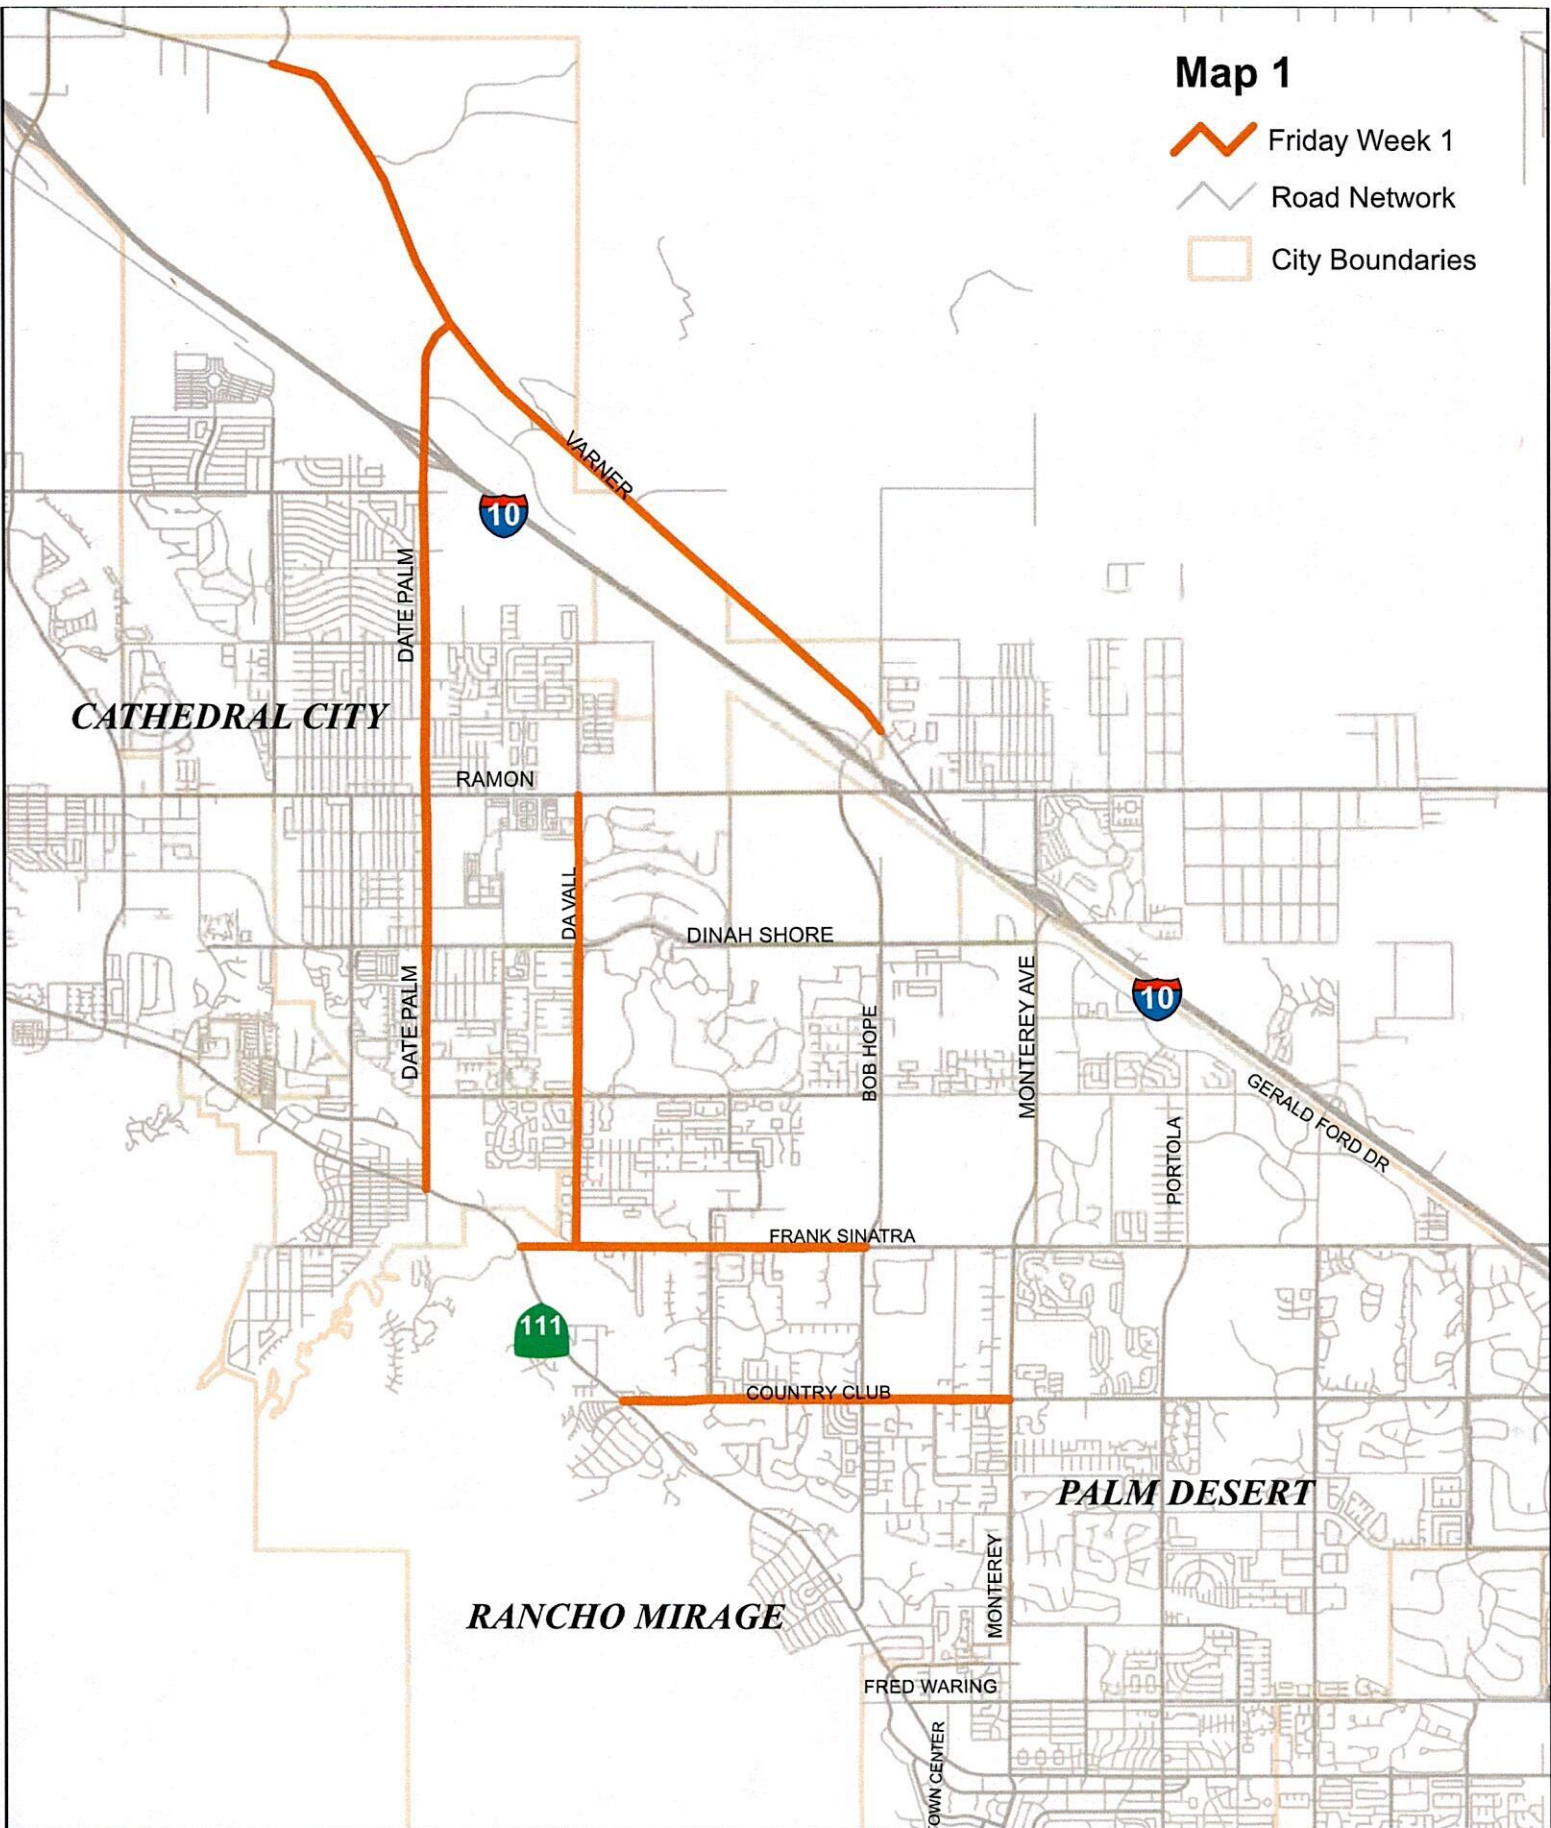 Map 1
Friday Week 1
Road Network
City Boundaries
VARNER
10
DATE PALM
CATHEDRAL CITY
RAMON
DA VALL
DINAH SHORE
DATE PALM
BOB HOPE
MONTEREY AVE
10
GERALD FORD DR
PORTOLA
FRANK SINATRA
111
COUNTRY CLUB
PALM DESERT
MONTEREY
RANCHO MIRAGE
FRED WARING
OWN CENTER